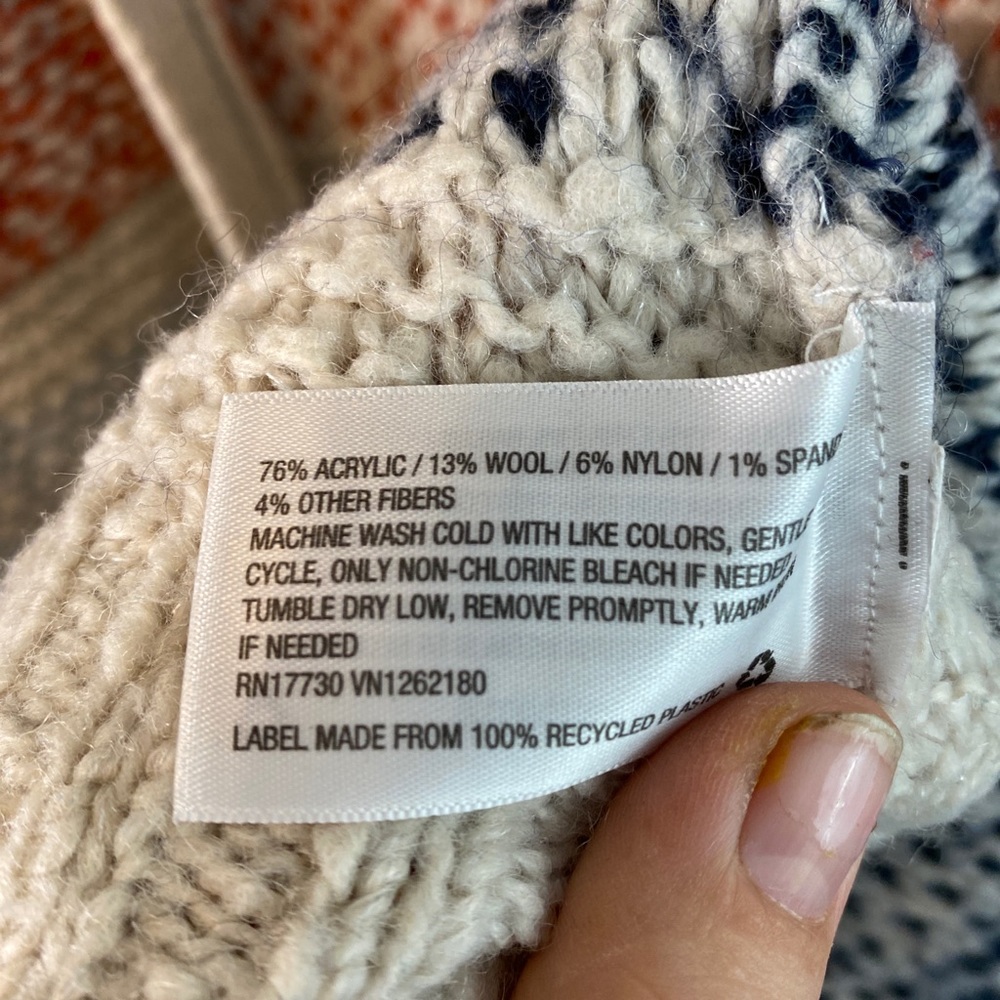 76% ACRYLIC / 13% WOOL / 6% NYLON / 1% SPAN
4% OTHER FIBERS
MACHINE WASH COLD WITH LIKE COLORS, GENTLE
CYCLE, ONLY NON-CHLORINE BLEACH IF NEEDED,
TUMBLE DRY LOW, REMOVE PROMPTLY, WARM
IF NEEDED
RN17730 VN1262180
LABEL MADE FROM 100% RECYCLED PLASTIC